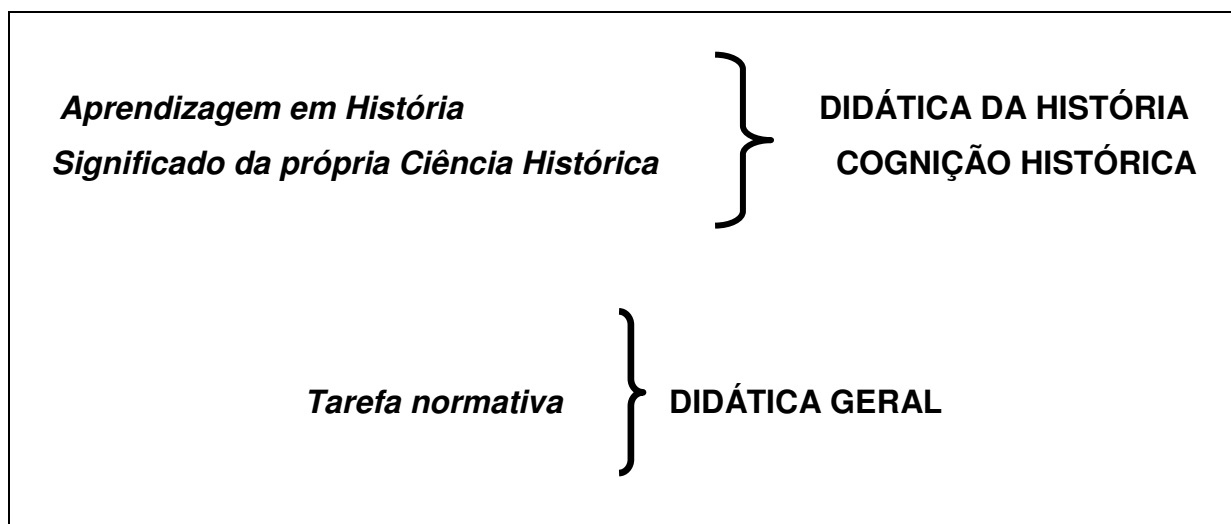 Aprendizagem em História DIDÁTICA DA HISTÓRIA
Significado da própria Ciência Histórica COGNIÇÃO HISTÓRICA
Tarefa normativa DIDÁTICA GERAL